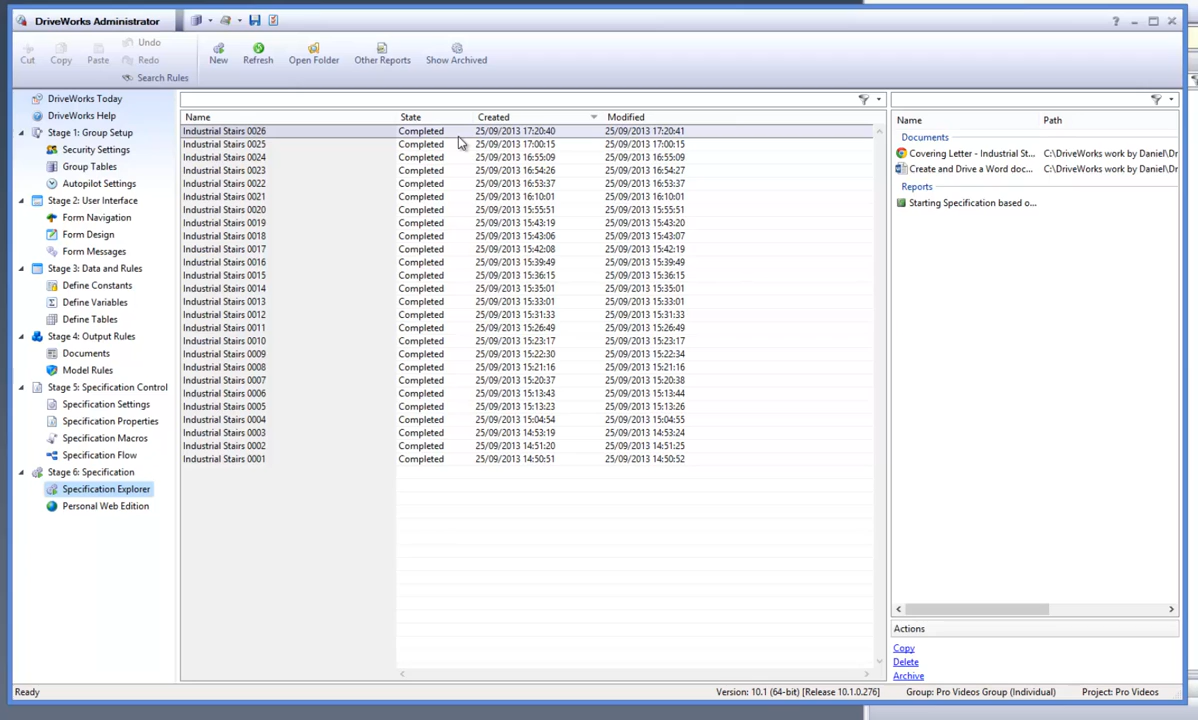 DriveWorks Administrator
?
Cut
Copy
Paste
Undo
Redo
Search Rules
New
Refresh
Open Folder
Other Reports
Show Archived
DriveWorks Today
DriveWorks Help
Stage 1: Group Setup
Security Settings
Group Tables
Autopilot Settings
Stage 2: User Interface
Form Navigation
Form Design
Form Messages
Stage 3: Data and Rules
Define Constants
Define Variables
Define Tables
Stage 4: Output Rules
Documents
Model Rules
Stage 5: Specification Control
Specification Settings
Specification Properties
Specification Macros
Specification Flow
Stage 6: Specification
Specification Explorer
Personal Web Edition
Name State Created Modified
Industrial Stairs 0026 Completed 25/09/2013 17:20:40 25/09/2013 17:20:41
Industrial Stairs 0025 Completed 25/09/2013 17:00:15 25/09/2013 17:00:15
Industrial Stairs 0024 Completed 25/09/2013 16:55:09 25/09/2013 16:55:09
Industrial Stairs 0023 Completed 25/09/2013 16:54:26 25/09/2013 16:54:27
Industrial Stairs 0022 Completed 25/09/2013 16:53:37 25/09/2013 16:53:37
Industrial Stairs 0021 Completed 25/09/2013 16:10:01 25/09/2013 16:10:01
Industrial Stairs 0020 Completed 25/09/2013 15:55:51 25/09/2013 15:55:51
Industrial Stairs 0019 Completed 25/09/2013 15:43:19 25/09/2013 15:43:20
Industrial Stairs 0018 Completed 25/09/2013 15:43:06 25/09/2013 15:43:07
Industrial Stairs 0017 Completed 25/09/2013 15:42:08 25/09/2013 15:42:19
Industrial Stairs 0016 Completed 25/09/2013 15:39:49 25/09/2013 15:39:49
Industrial Stairs 0015 Completed 25/09/2013 15:36:15 25/09/2013 15:36:15
Industrial Stairs 0014 Completed 25/09/2013 15:35:01 25/09/2013 15:35:01
Industrial Stairs 0013 Completed 25/09/2013 15:33:01 25/09/2013 15:33:01
Industrial Stairs 0012 Completed 25/09/2013 15:31:33 25/09/2013 15:31:33
Industrial Stairs 0011 Completed 25/09/2013 15:26:49 25/09/2013 15:26:49
Industrial Stairs 0010 Completed 25/09/2013 15:23:17 25/09/2013 15:23:17
Industrial Stairs 0009 Completed 25/09/2013 15:22:30 25/09/2013 15:22:34
Industrial Stairs 0008 Completed 25/09/2013 15:21:16 25/09/2013 15:21:16
Industrial Stairs 0007 Completed 25/09/2013 15:20:37 25/09/2013 15:20:38
Industrial Stairs 0006 Completed 25/09/2013 15:13:43 25/09/2013 15:13:44
Industrial Stairs 0005 Completed 25/09/2013 15:13:23 25/09/2013 15:13:26
Industrial Stairs 0004 Completed 25/09/2013 15:04:54 25/09/2013 15:04:55
Industrial Stairs 0003 Completed 25/09/2013 14:53:19 25/09/2013 14:53:24
Industrial Stairs 0002 Completed 25/09/2013 14:51:20 25/09/2013 14:51:25
Industrial Stairs 0001 Completed 25/09/2013 14:50:51 25/09/2013 14:50:52
Name Path
Documents
Covering Letter - Industrial St... C:\DriveWorks work by Daniel\Dr
Create and Drive a Word doc... C:\DriveWorks work by Daniel\Dr
Reports
Starting Specification based o...
Actions
Copy
Delete
Archive
Ready
Version: 10.1 (64-bit) [Release 10.1.0.276]
Group: Pro Videos Group (Individual)
Project: Pro Videos